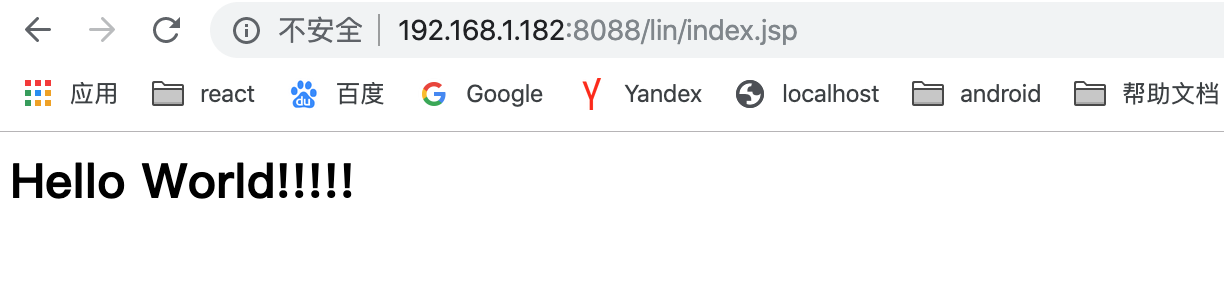 不安全 192.168.1.182:8088/lin/index.jsp
应用 react du 百度 Google Yandex localhost android 帮助文档
Hello World!!!!!